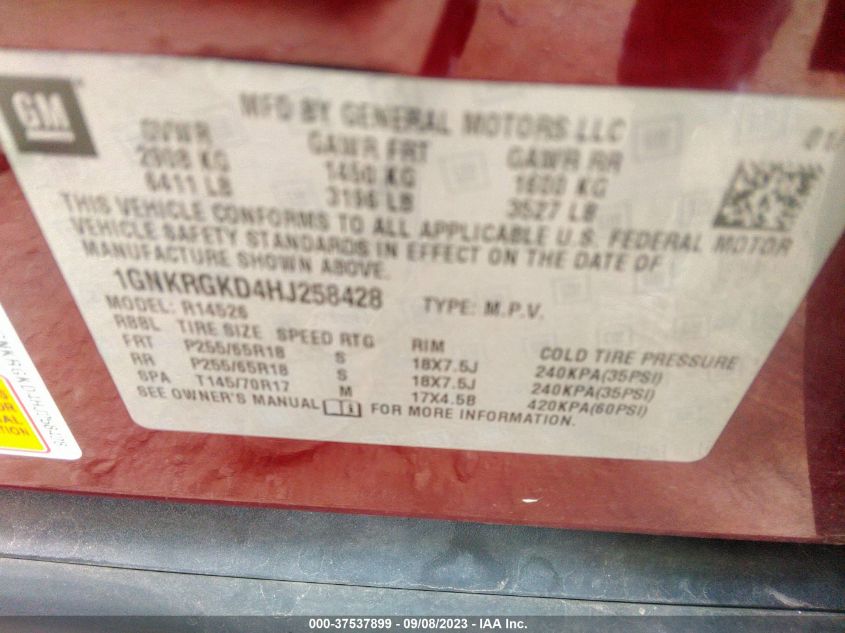 GM
MFD BY GENERAL MOTORS LLC
01/
GVWR GAWR FRT GAWR RR
2908 KG 1450 KG 1600 KG
6411 LB 3196 LB 3527 LB
THIS VEHICLE CONFORMS TO ALL APPLICABLE U.S. FEDERAL MOTOR
VEHICLE SAFETY STANDARDS IN EFFECT ON THE DATE OF
MANUFACTURE SHOWN ABOVE.
1GNKRGKD4HJ258428 TYPE: M.P.V.
MODEL: R14526
RBBL TIRE SIZE SPEED RTG RIM COLD TIRE PRESSURE
FRT P255/65R18 S 18X7.5J 240KPA(35PSI)
RR P255/65R18 S 18X7.5J 240KPA(35PSI)
SPA T145/70R17 M 17X4.5B 420KPA(60PSI)
SEE OWNER'S MANUAL FOR MORE INFORMATION.
GNKRGKD4HJ258428
000-37537899 - 09/08/2023 - IAA Inc.